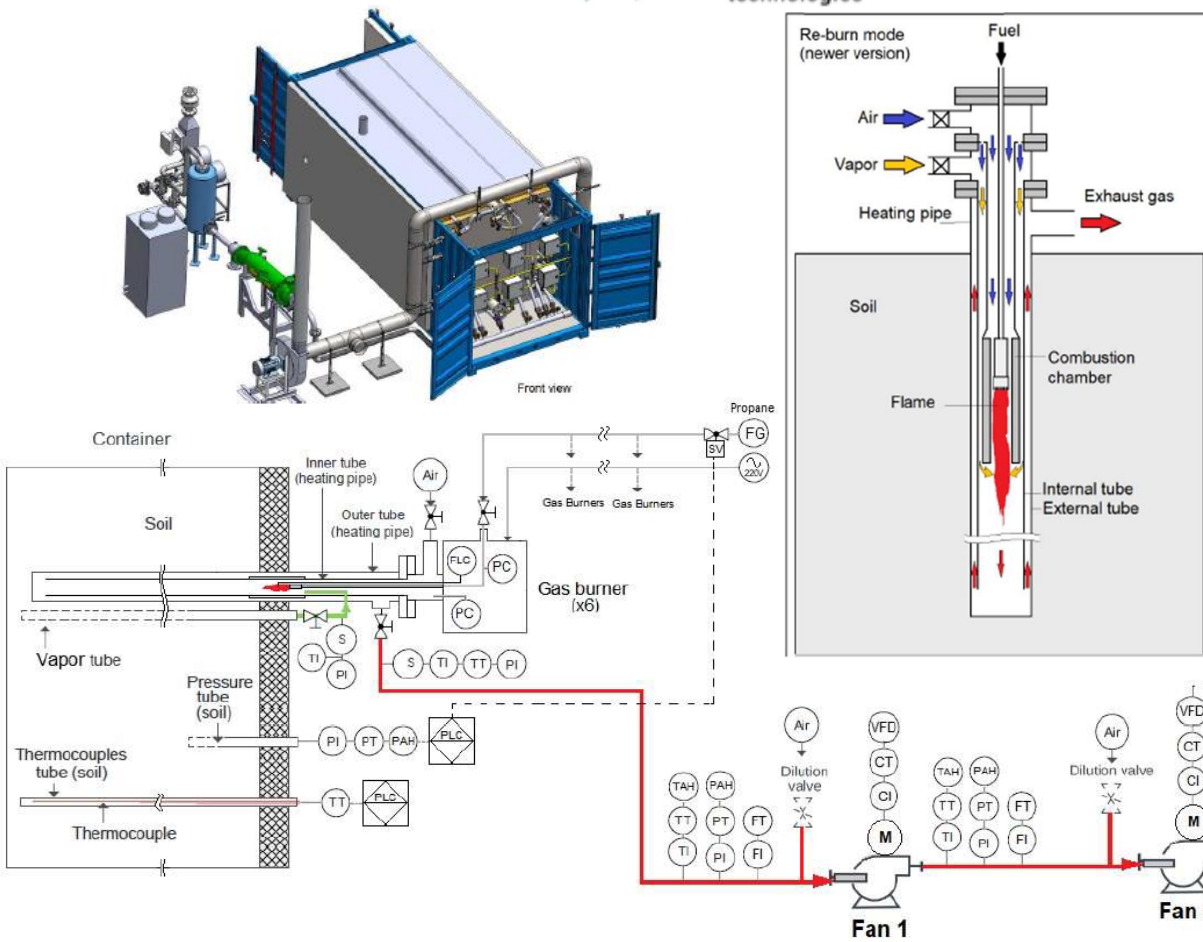 technologies
Front view
Re-burn mode
(newer version)
Fuel
Air
Vapor
Heating pipe
Exhaust gas
Soil
Combustion
chamber
Flame
Internal tube
External tube
Container
Soil
Inner tube
(heating pipe)
Outer tube
(heating pipe)
Air
Propane
FG
SV
220V
Gas Burners
Gas Burners
FLC
PC
PC
Gas burner
(x6)
Vapor tube
S
TI
PI
S
TI
TT
PI
Pressure
tube
(soil)
PI
PT
PAH
PLC
Thermocouples
tube (soil)
Thermocouple
TT
PLC
TAH
TT
TI
PAH
PT
PI
FT
FI
Air
Dilution
valve
VFD
CT
CI
M
Fan 1
TAH
TT
TI
PAH
PT
PI
FT
FI
Air
Dilution valve
VFD
CT
CI
M
Fan